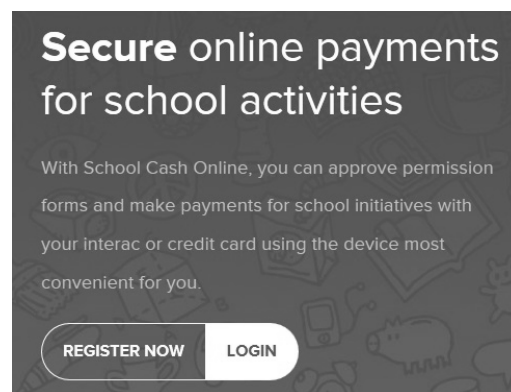 Secure online payments
for school activities
With School Cash Online, you can approve permission
forms and make payments for school initiatives with
your interac or credit card using the device most
convenient for you.
REGISTER NOW LOGIN